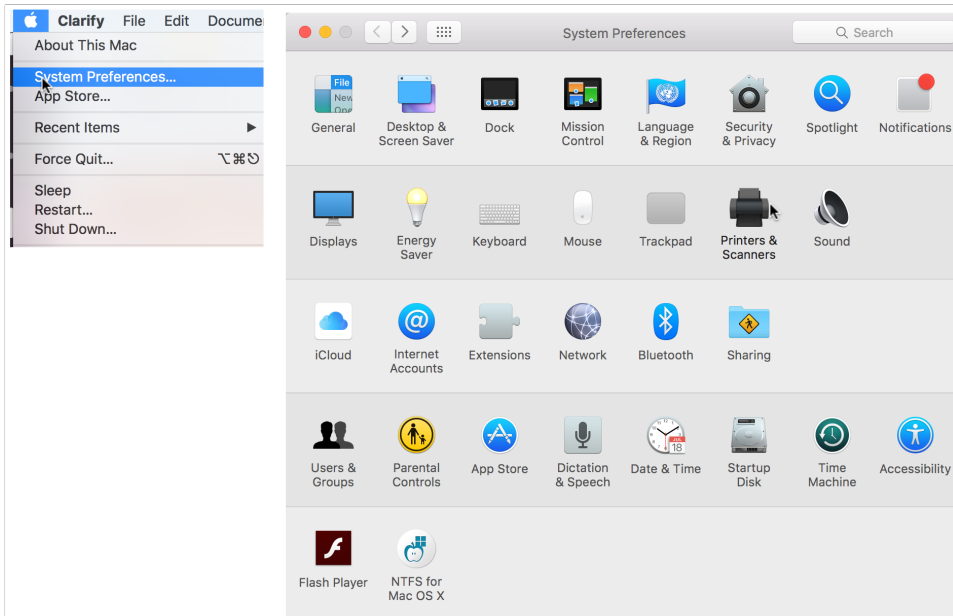 Clarify File Edit Docume
About This Mac
System Preferences...
App Store...
Recent Items
Force Quit... ⌥⌘⎋
Sleep
Restart...
Shut Down...
System Preferences
Search
File
New
Ope
General
Desktop &
Screen Saver
Dock
Mission
Control
Language
& Region
Security
& Privacy
Spotlight
Notifications
Displays
Energy
Saver
Keyboard
Mouse
Trackpad
Printers &
Scanners
Sound
iCloud
@
Internet
Accounts
Extensions
Network
Bluetooth
Sharing
Users &
Groups
Parental
Controls
App Store
Dictation
& Speech
JUL
18
Date & Time
Startup
Disk
Time
Machine
Accessibility
Flash Player
NTFS for
Mac OS X